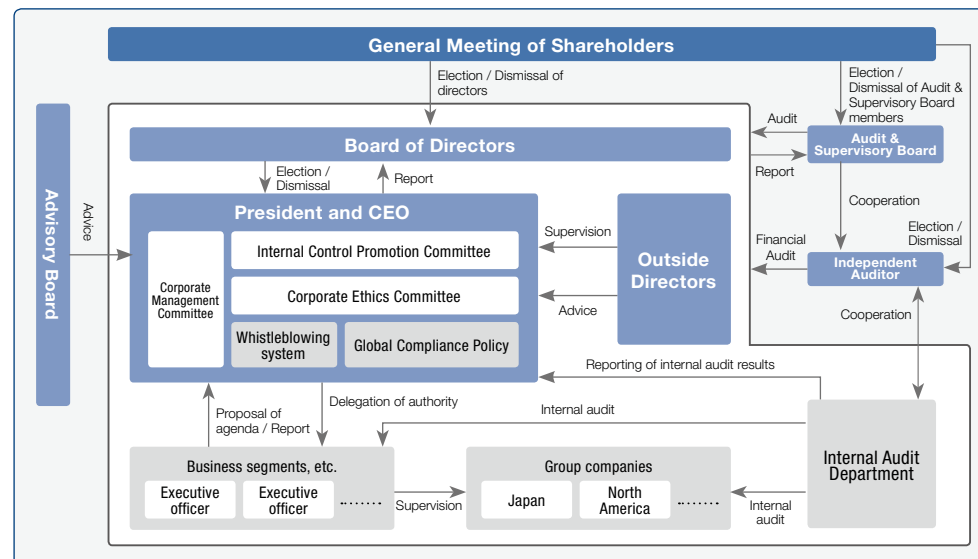 General Meeting of Shareholders
Election / Dismissal of
directors
Election /
Dismissal of Audit &
Supervisory Board
members
Audit
Audit &
Supervisory Board
Report
Board of Directors
Election /
Dismissal
Report
Cooperation
Advisory Board
Advice
President and CEO
Corporate
Management
Committee
Internal Control Promotion Committee
Corporate Ethics Committee
Whistleblowing
system
Global Compliance Policy
Supervision
Advice
Outside
Directors
Financial
Audit
Independent
Auditor
Election /
Dismissal
Cooperation
Reporting of internal audit results
Proposal of
agenda / Report
Delegation of authority
Internal audit
Internal Audit
Department
Business segments, etc.
Executive
officer
Executive
officer
........
Supervision
Group companies
Japan
North
America
........
Internal
audit